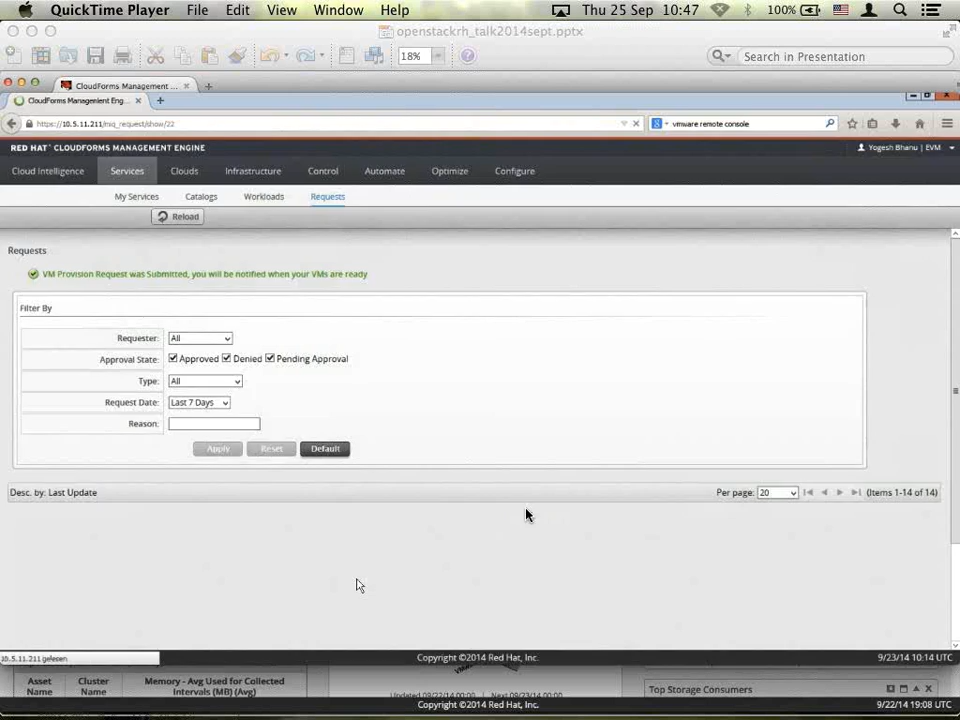 QuickTime Player File Edit View Window Help 100% Thu 25 Sep 10:47
openstackrh_talk2014sept.pptx
18% Search in Presentation
CloudForms Management ...
CloudForms Management Eng...
https://10.5.11.211/miq_request/show/22 vmware remote console
RED HAT CLOUDFORMS MANAGEMENT ENGINE Yogesh Bhanu | EVM
Cloud Intelligence Services Clouds Infrastructure Control Automate Optimize Configure
My Services Catalogs Workloads Requests
Reload
Requests
VM Provision Request was Submitted, you will be notified when your VMs are ready
Filter By
Requester: All
Approval State: Approved Denied Pending Approval
Type: All
Request Date: Last 7 Days
Reason:
Apply Reset Default
Desc. by: Last Update Per page: 20 (Items 1-14 of 14)
10.5.11.211 gelesen Copyright ©2014 Red Hat, Inc. 9/23/14 10:14 UTC
Asset Name Cluster Name Memory - Avg Used for Collected Intervals (MB) (Avg)
Updated 09/22/14 00:00 | Next 09/23/14 00:00
Top Storage Consumers
Copyright ©2014 Red Hat, Inc. 9/22/14 19:08 UTC